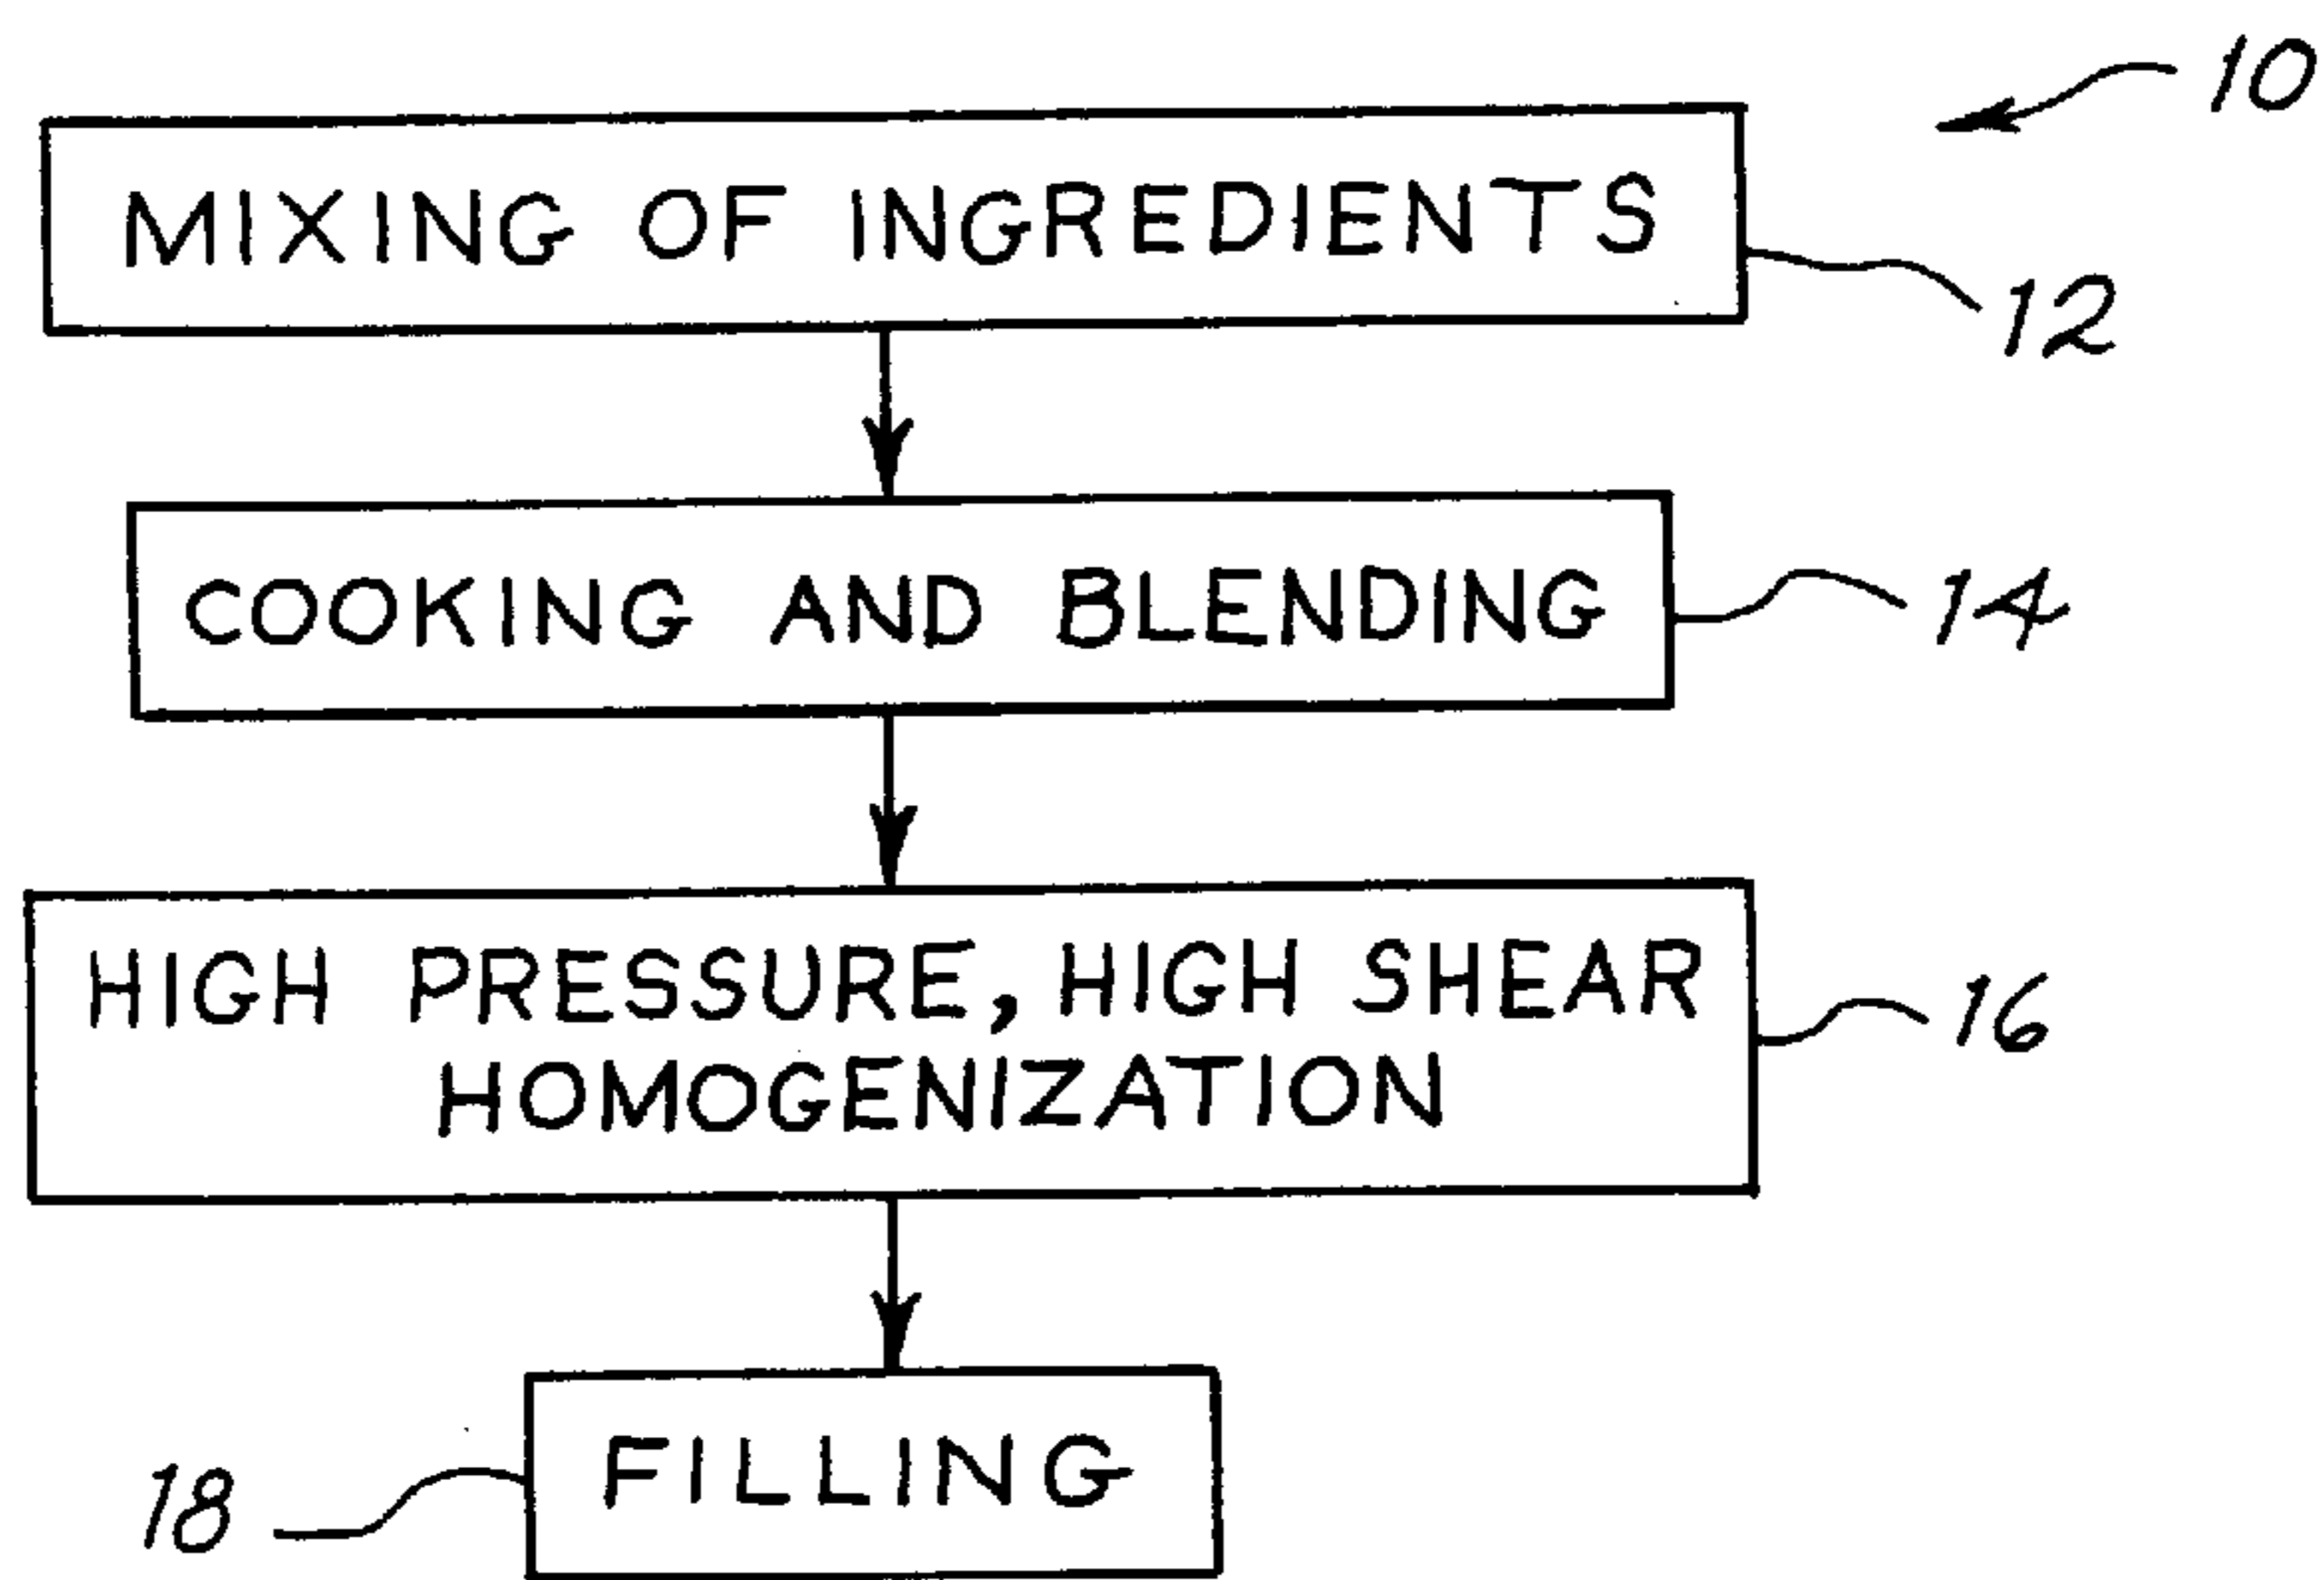 10
MIXING OF INGREDIENTS
12
COOKING AND BLENDING
14
HIGH PRESSURE, HIGH SHEAR
HOMOGENIZATION
16
FILLING
18